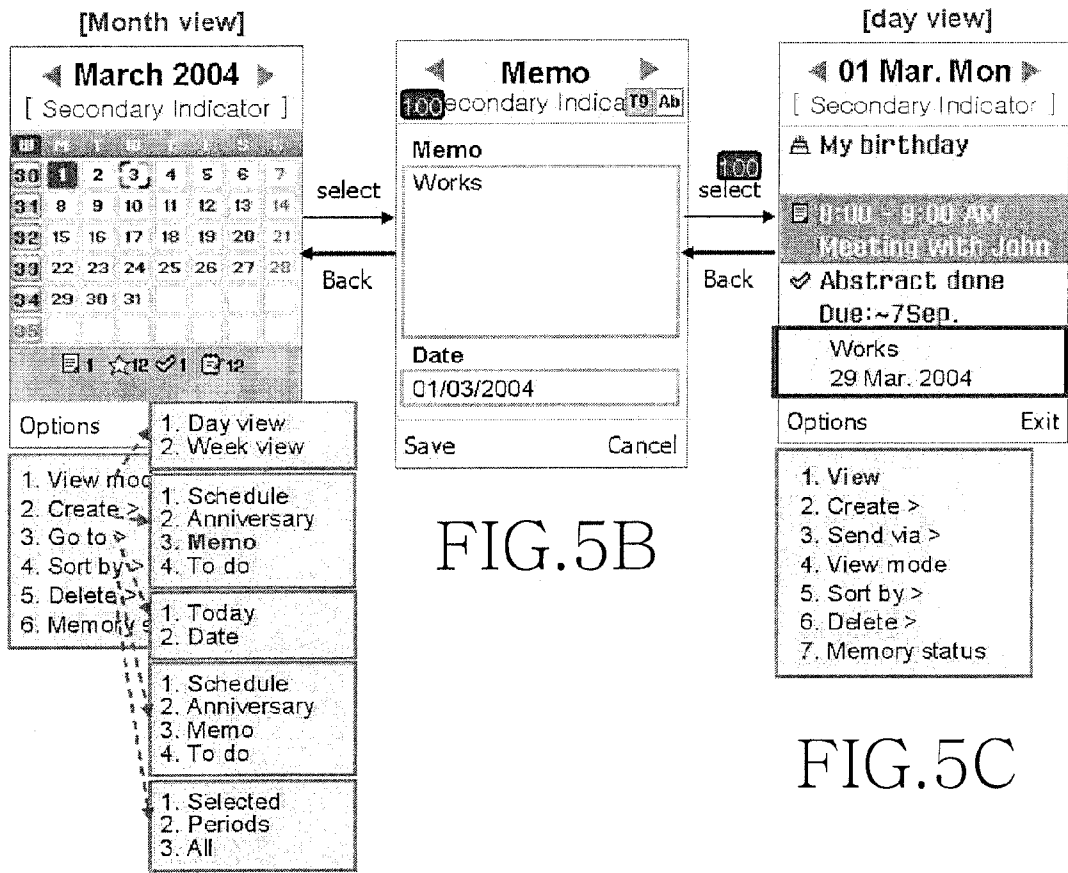 [Month view]
March 2004
[ Secondary Indicator ]
30 1 2 3 4 5 6 7
31 8 9 10 11 12 13 14
32 15 16 17 18 19 20 21
33 22 23 24 25 26 27 28
34 29 30 31
35
1 12 1 12
Options
1. View mod
2. Create >
3. Go to >
4. Sort by >
5. Delete >
6. Memory s
1. Day view
2. Week view
1. Schedule
2. Anniversary
3. Memo
4. To do
1. Today
2. Date
1. Schedule
2. Anniversary
3. Memo
4. To do
1. Selected
2. Periods
3. All
select
Back
Memo
100 econdary Indica T9 Ab
Memo
Works
Date
01/03/2004
Save Cancel
FIG.5B
100
select
Back
[day view]
01 Mar. Mon
[ Secondary Indicator ]
My birthday
8:00 - 9:00 AM
Meeting with John
Abstract done
Due:~7Sep.
Works
29 Mar. 2004
Options Exit
1. View
2. Create >
3. Send via >
4. View mode
5. Sort by >
6. Delete >
7. Memory status
FIG.5C